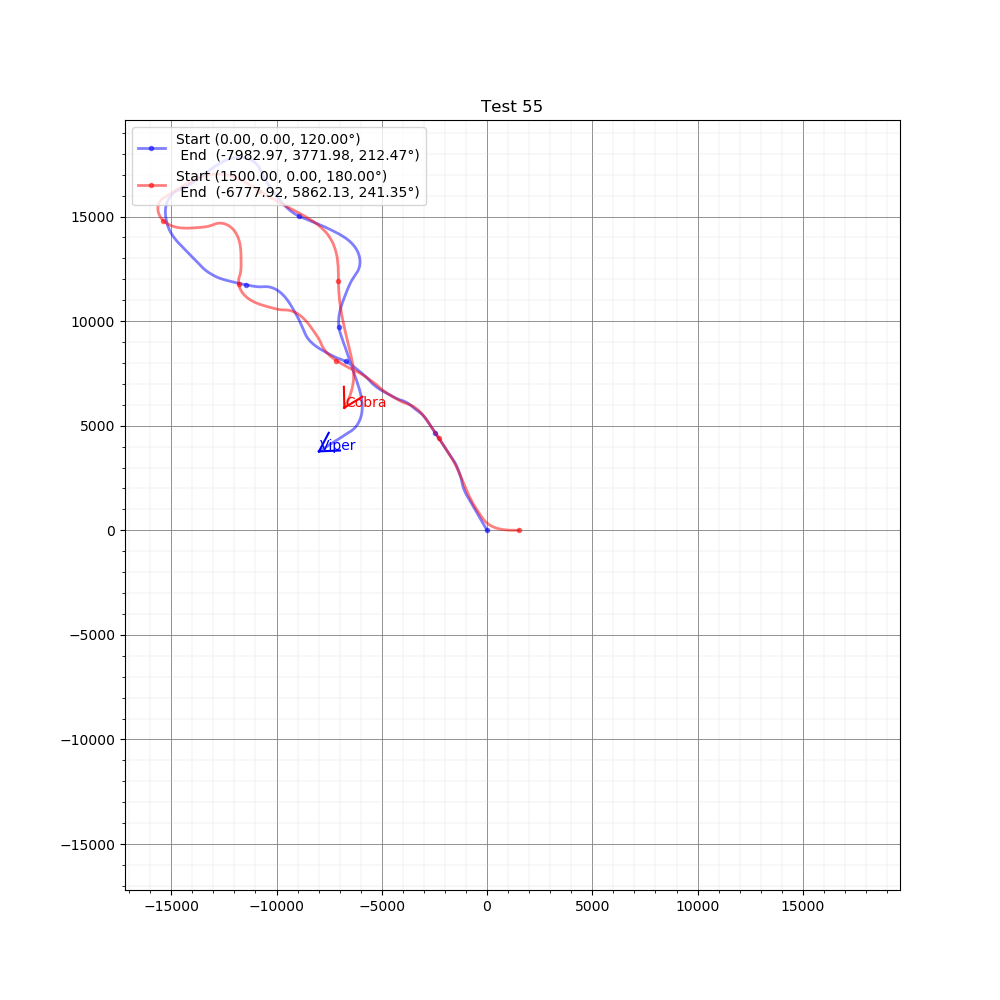 Test 55
Start (0.00, 0.00, 120.00°)
End  (-7982.97, 3771.98, 212.47°)
Start (1500.00, 0.00, 180.00°)
End  (-6777.92, 5862.13, 241.35°)
15000
10000
5000
0
−5000
−10000
−15000
Cobra
Viper
−15000
−10000
−5000
0
5000
10000
15000